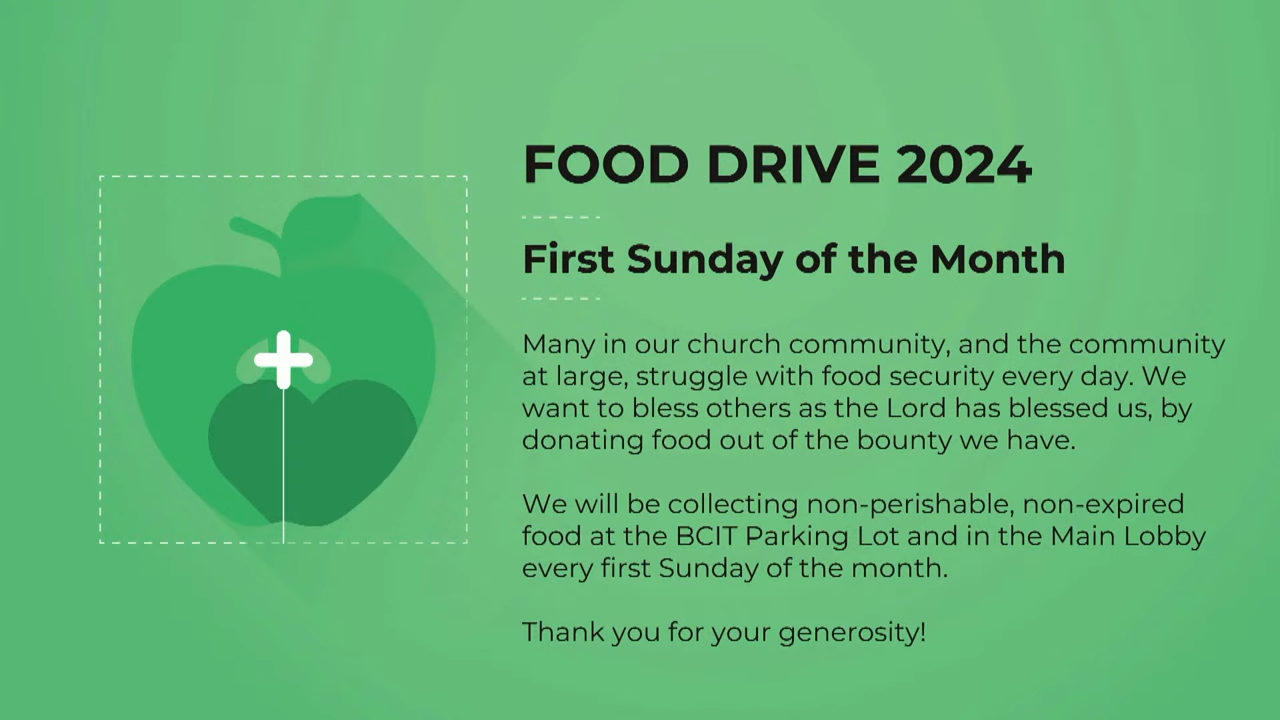 FOOD DRIVE 2024
First Sunday of the Month
Many in our church community, and the community
at large, struggle with food security every day. We
want to bless others as the Lord has blessed us, by
donating food out of the bounty we have.
We will be collecting non-perishable, non-expired
food at the BCIT Parking Lot and in the Main Lobby
every first Sunday of the month.
Thank you for your generosity!